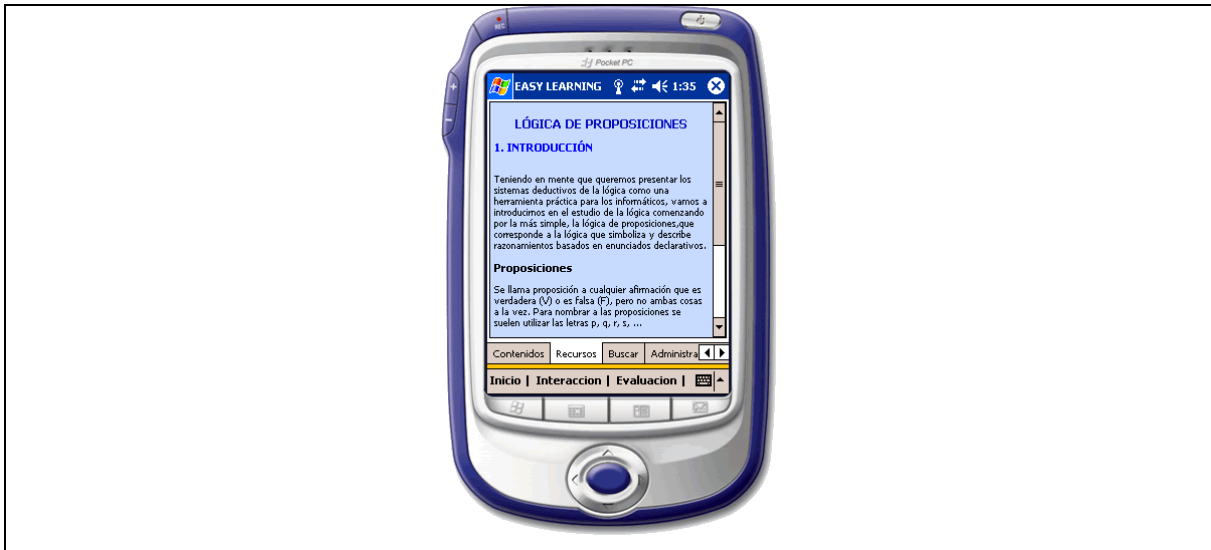 REC
Pocket PC
EASY LEARNING 1:35
LÓGICA DE PROPOSICIONES
1. INTRODUCCIÓN
Teniendo en mente que queremos presentar los
sistemas deductivos de la lógica como una
herramienta práctica para los informáticos, vamos a
introducirnos en el estudio de la lógica comenzando
por la más simple, la lógica de proposiciones,que
corresponde a la lógica que simboliza y describe
razonamientos basados en enunciados declarativos.
Proposiciones
Se llama proposición a cualquier afirmación que es
verdadera (V) o es falsa (F), pero no ambas cosas
a la vez. Para nombrar a las proposiciones se
suelen utilizar las letras p, q, r, s, ...
Contenidos Recursos Buscar Administra
Inicio | Interaccion | Evaluacion |